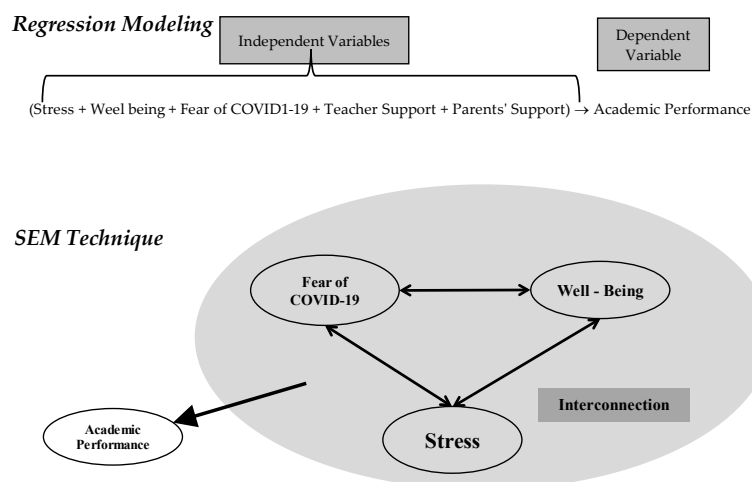 Regression Modeling
Independent Variables
Dependent
Variable
(Stress + Weel being + Fear of COVID1-19 + Teacher Support + Parents' Support) → Academic Performance
SEM Technique
Fear of
COVID-19
Well - Being
Interconnection
Academic
Performance
Stress